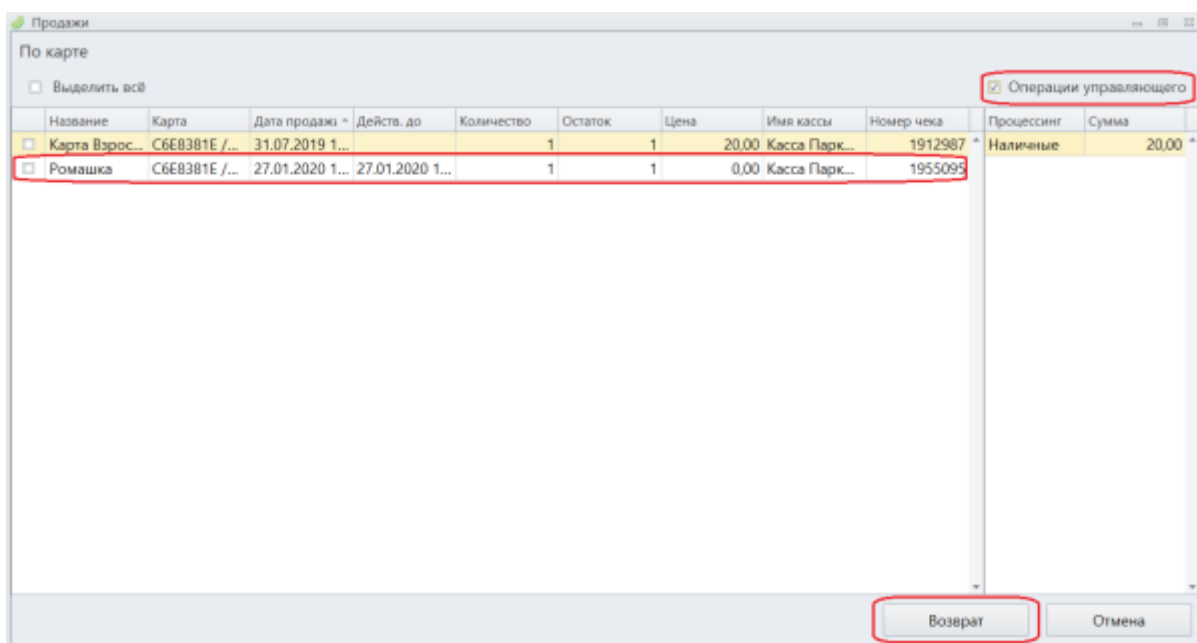 Продажи
По карте
Выделить всё
Операции управляющего
Название Карта Дата продажи Действ. до Количество Остаток Цена Имя кассы Номер чека Процессинг Сумма
Карта Взрос... C6E8381E /... 31.07.2019 1... 1 1 20,00 Касса Парк... 1912987 Наличные 20,00
Ромашка C6E8381E /... 27.01.2020 1... 27.01.2020 1... 1 1 0,00 Касса Парк... 1955095
Возврат Отмена